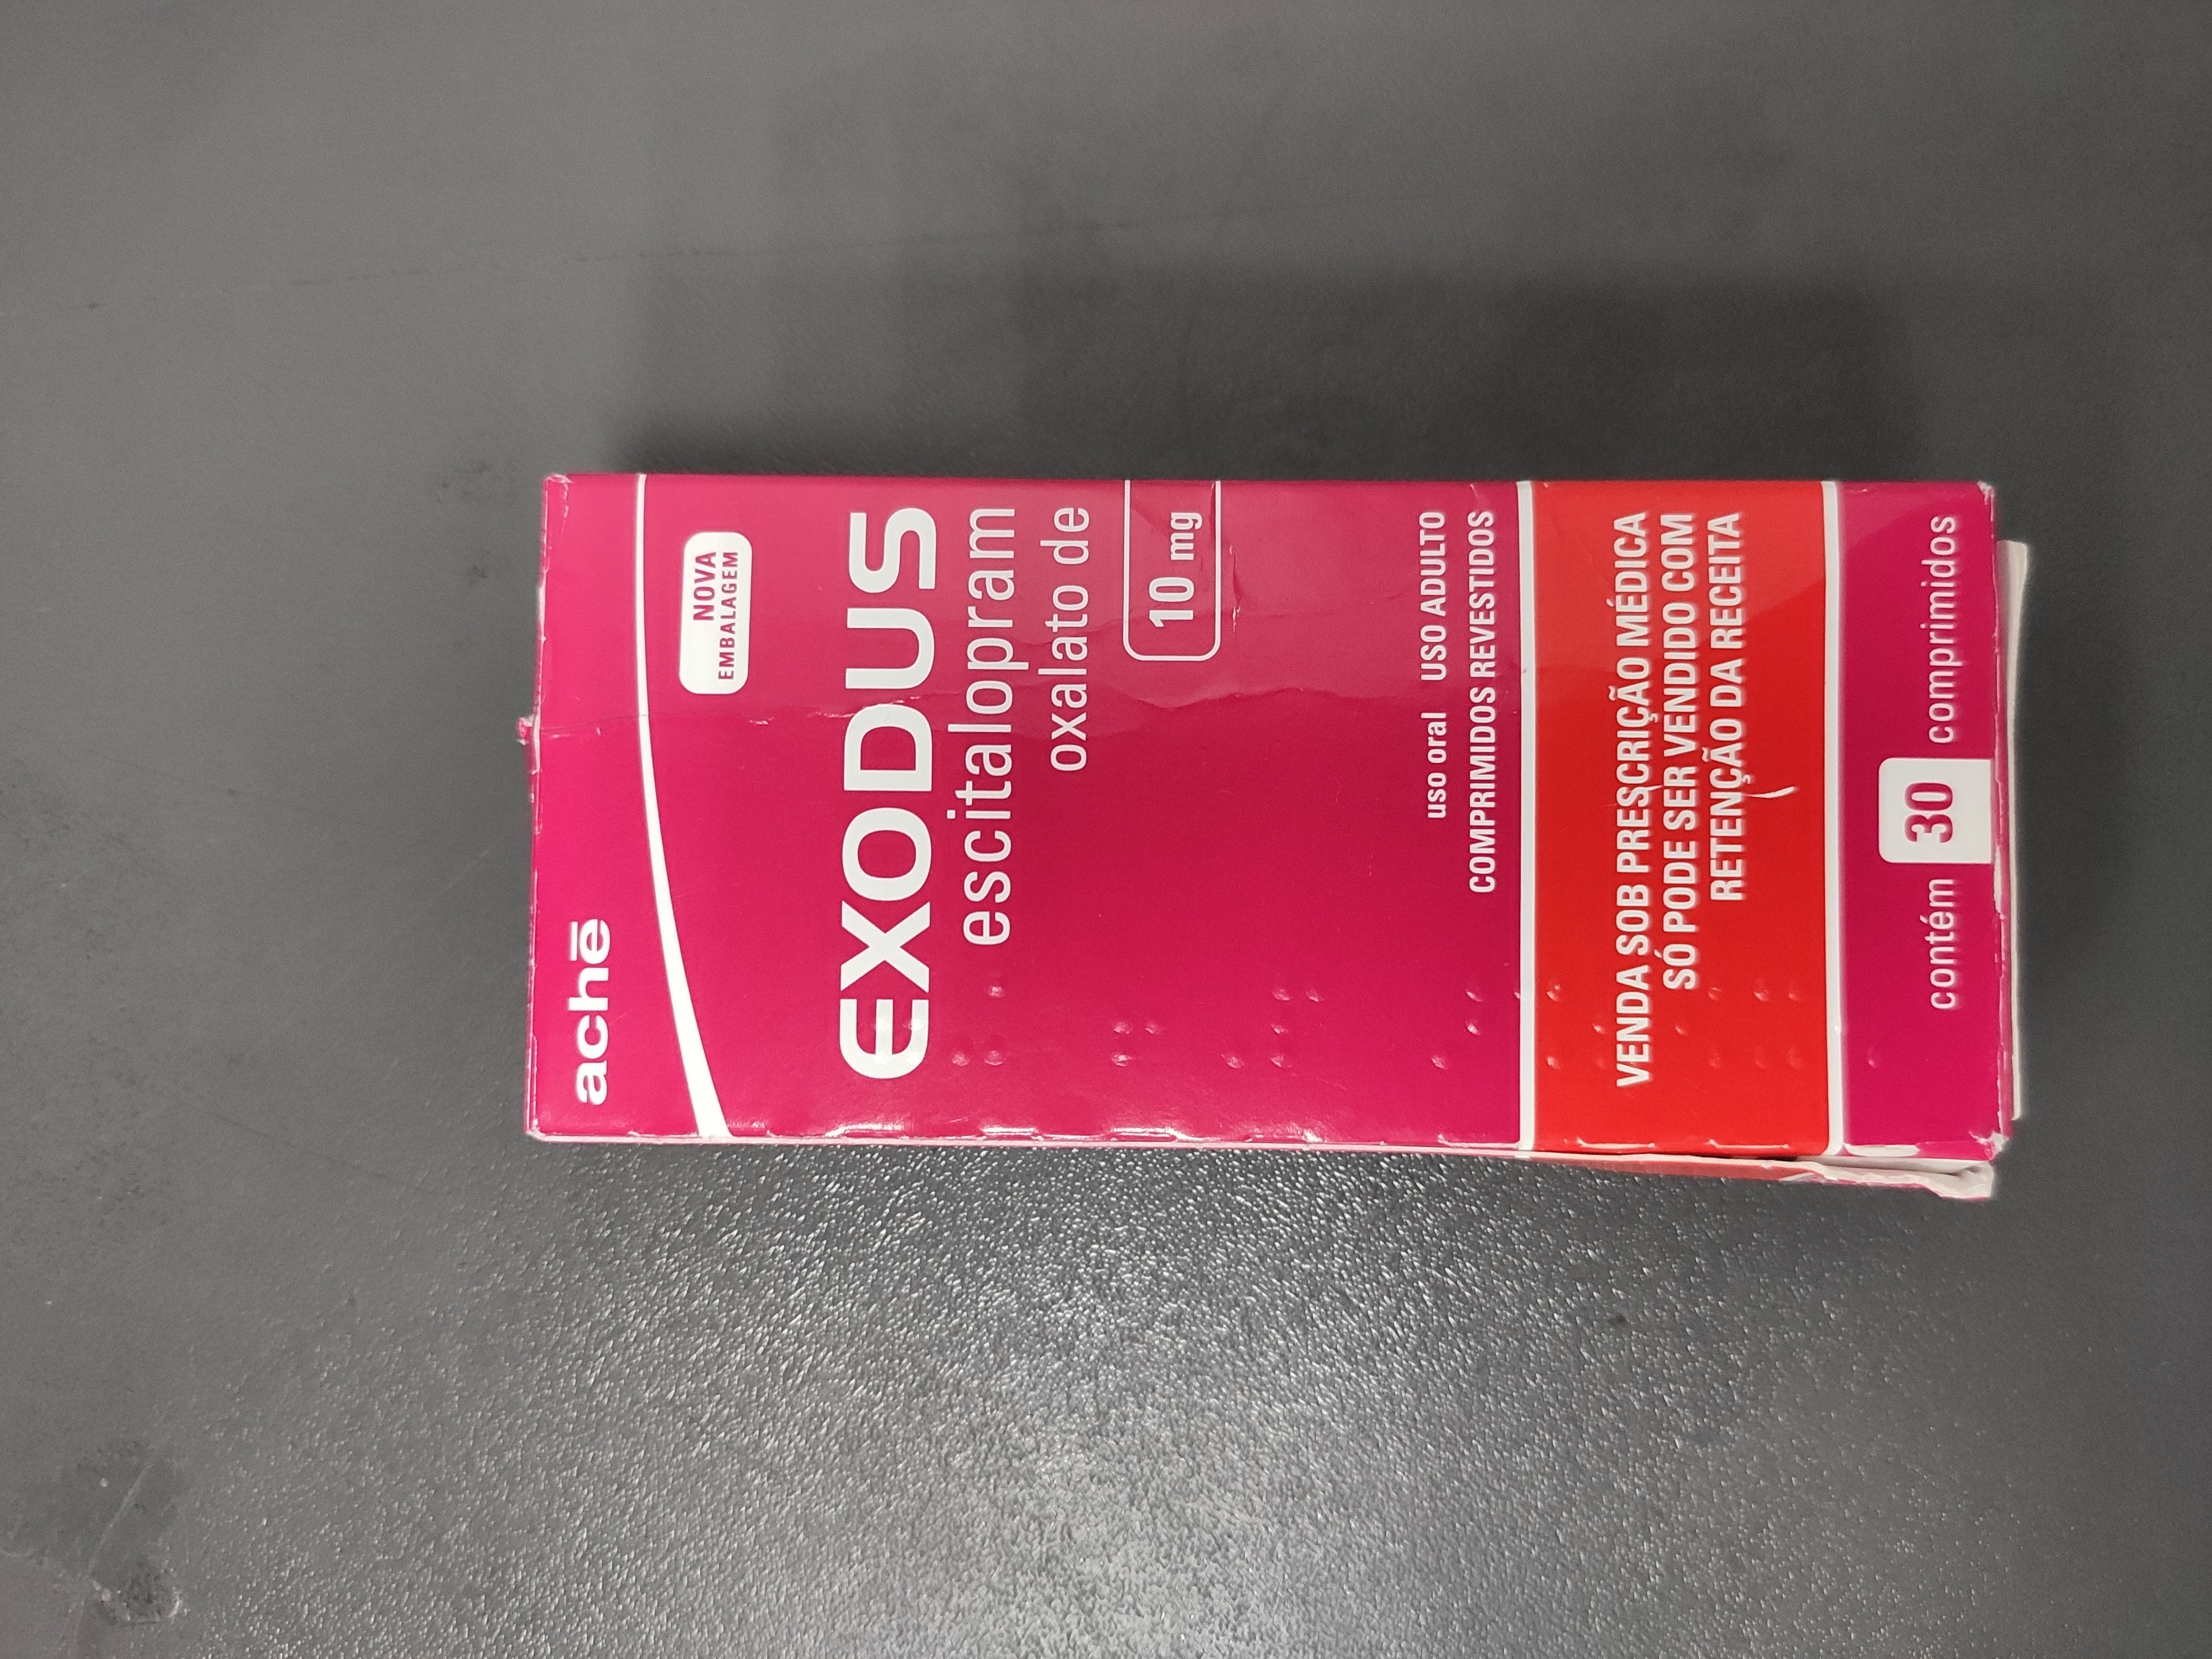 achē
NOVA
EMBALAGEM
EXODUS
escitalopram
oxalato de
10 mg
uso oral USO ADULTO
COMPRIMIDOS REVESTIDOS
VENDA SOB PRESCRIÇÃO MÉDICA
SÓ PODE SER VENDIDO COM
RETENÇÃO DA RECEITA
contém 30 comprimidos